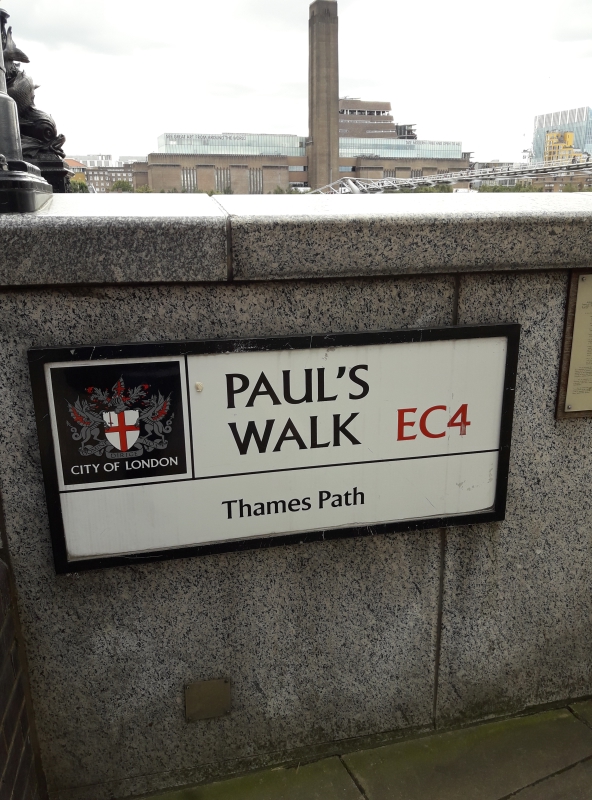 PAUL'S
WALK EC4
CITY OF LONDON
Thames Path